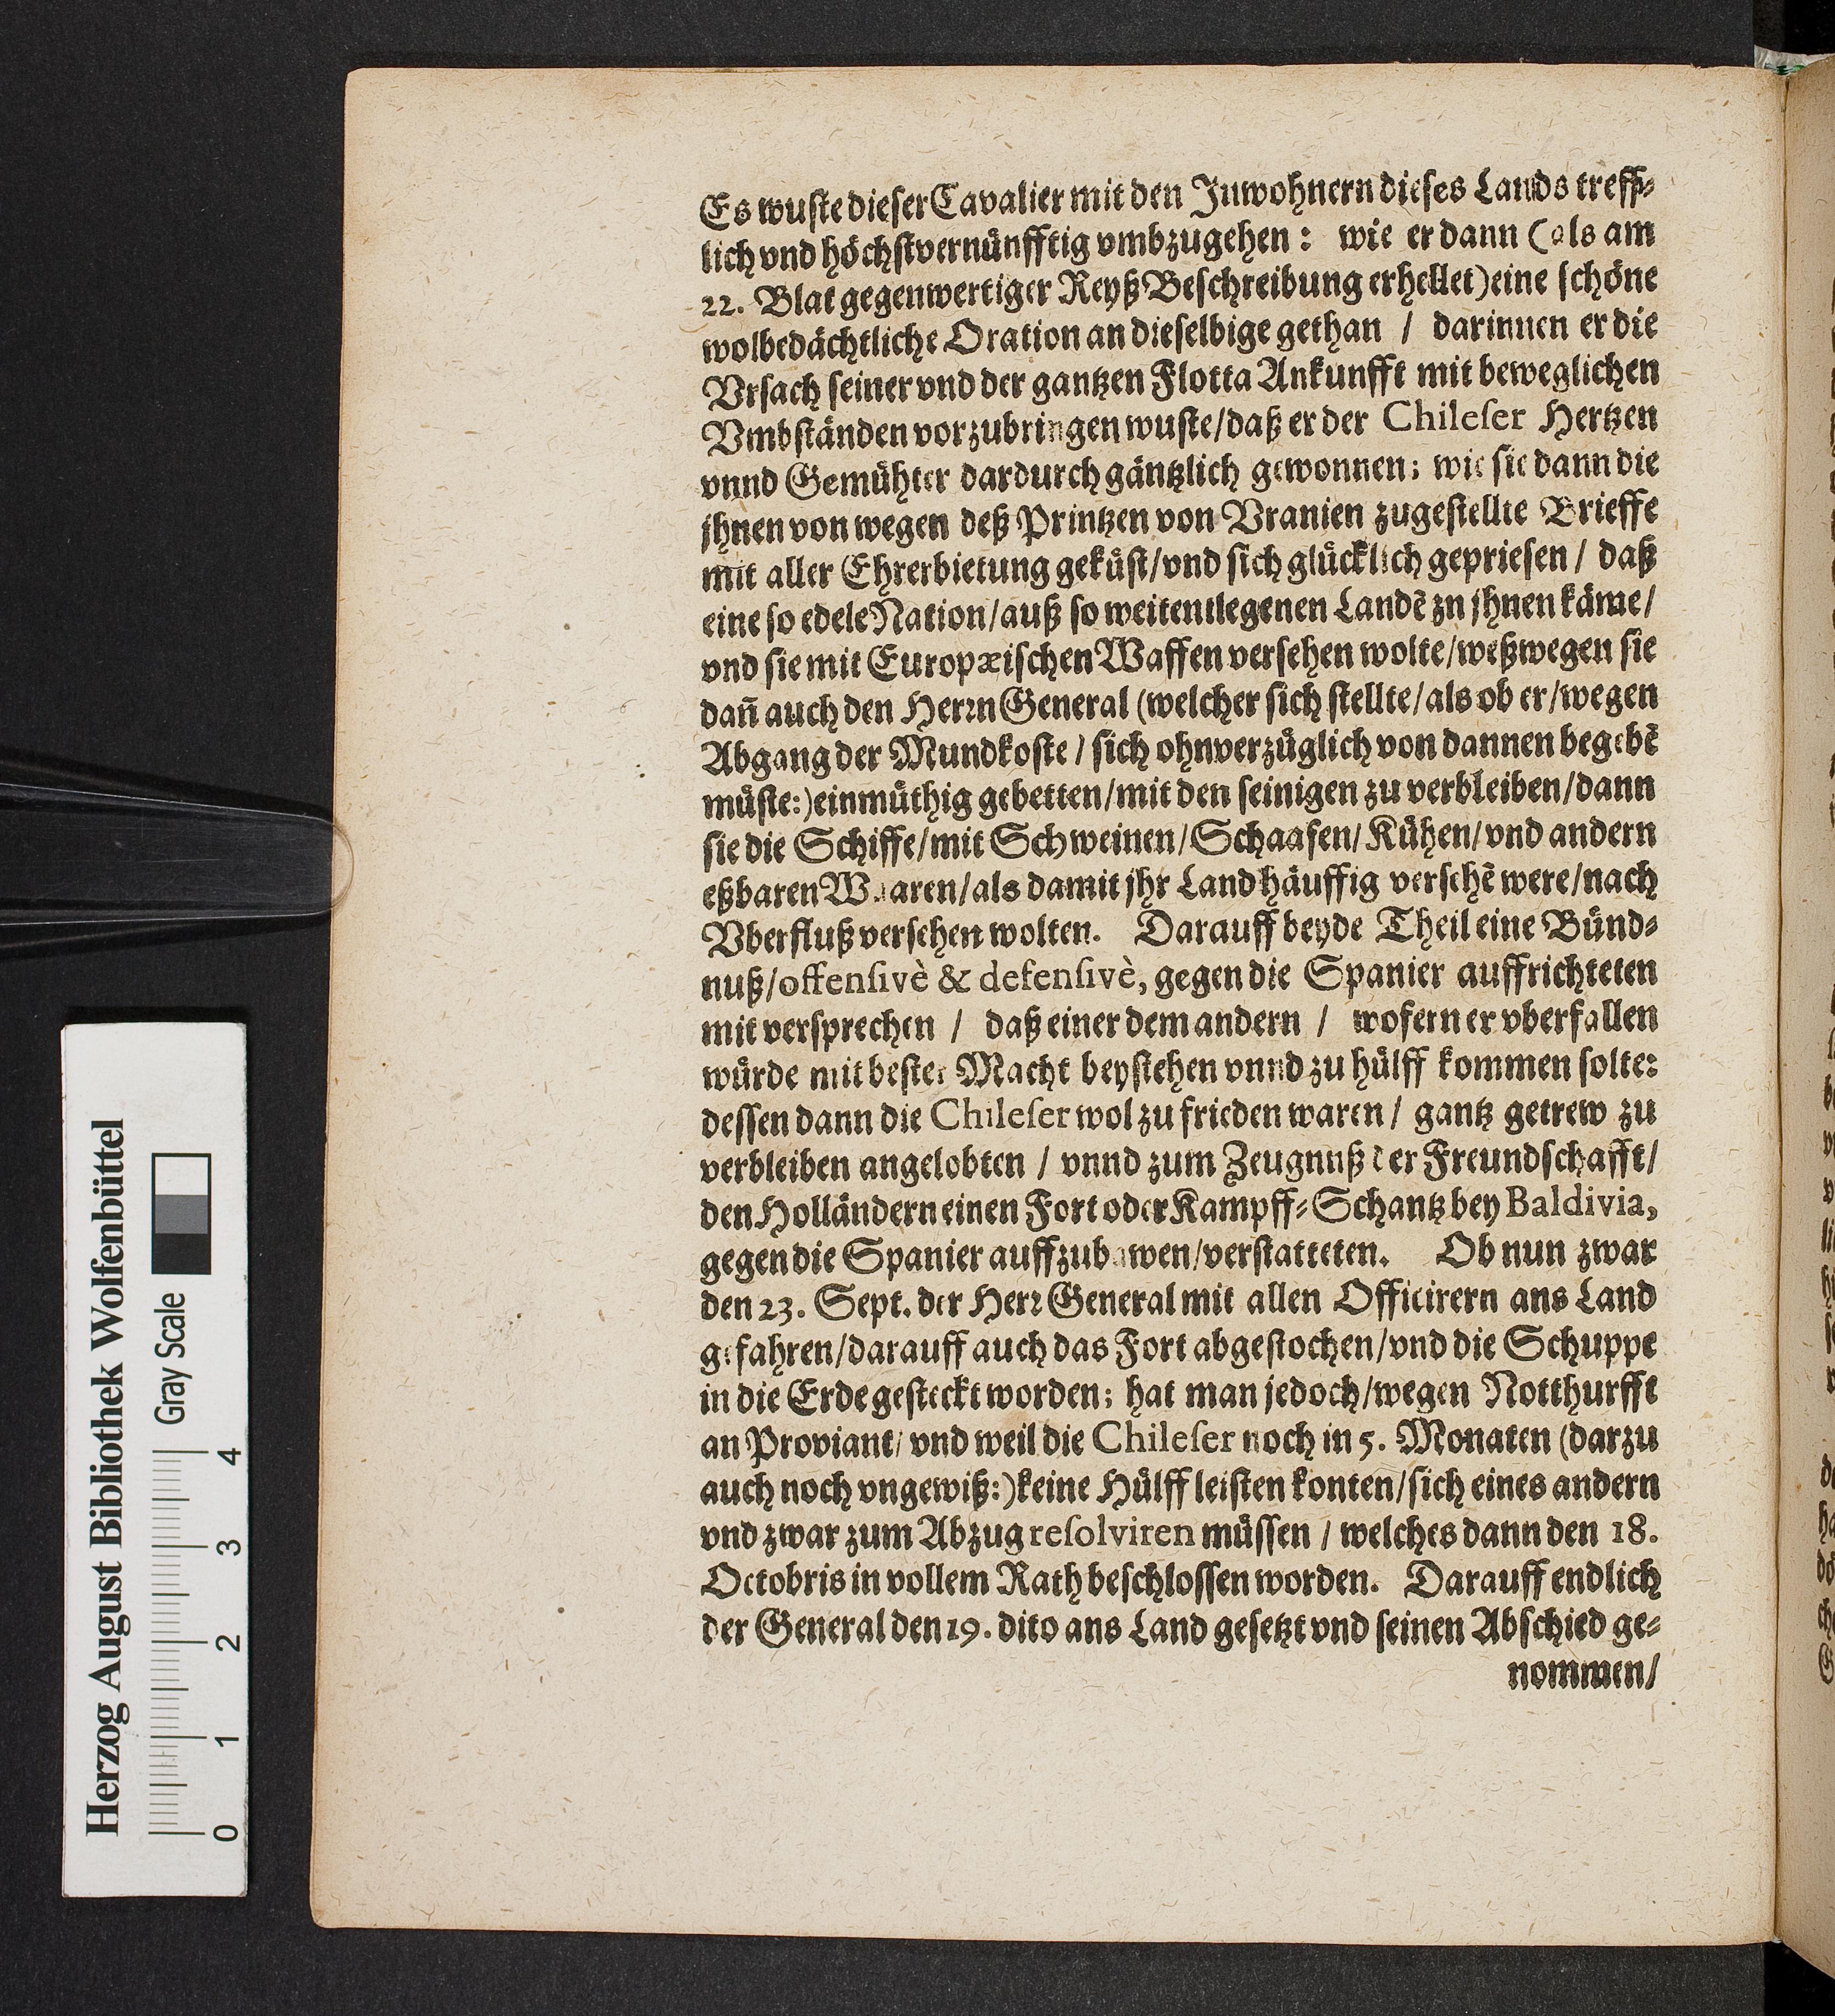 Es wuſte dieſer Cavalier mit den Inwohnern dieſes Lands treff⸗
lich vnd höchſtvernünfftig vmbzugehen: wie er dann (als am
22. Blat gegenwertiger Reyß Beſchreibung erhellet) eine ſchöne
wolbedächtliche Oration an dieſelbige gethan / darinnen er die
Vrſach ſeiner vnd der gantzen Flotta Ankunfft mit beweglichen
Vmbſtänden vorzubringen wuſte/daß er der Chileſer Hertzen
vnnd Gemühter dardurch gäntzlich gewonnen; wie ſie dann die
jhnen von wegen deß Printzen von Vranien zugeſtellte Brieffe
mit aller Ehrerbietung geküſt/vnd ſich glücklich geprieſen / daß
eine ſo edele Nation/auß ſo weitentlegenen Landẽ zn jhnen käme/
vnd ſie mit Europæiſchen Waffen verſehen wolte/weßwegen ſie
dañ auch den Herꝛn General (welcher ſich ſtellte/als ob er/wegen
Abgang der Mundkoſte / ſich ohnverzüglich von dannen begebẽ
müſte:) einmüthig gebetten/mit den ſeinigen zu verbleiben/dann
ſie die Schiffe/mit Schweinen/Schaafen/Kühen/vnd andern
eßbaren Waaren/als damit jhr Land häuffig verſehẽ were/nach
Vberfluß verſehen wolten. Darauff beyde Theil eine Bünd⸗
nuß/offenſivè & defenſivè, gegen die Spanier auffrichteten
mit verſprechen / daß einer dem andern / wofern er vberfallen
würde mit beſter Macht beyſtehen vnnd zu hülff kommen ſolte:
deſſen dann die Chileſer wol zu frieden waren / gantz getrew zu
verbleiben angelobten / vnnd zum Zeugnuß der Freundſchafft/
den Holländern einen Fort oder Kampff⸗Schantz bey Baldivia,
gegen die Spanier auffzubawen/verſtatteten. Ob nun zwar
den 23. Sept. der Herꝛ General mit allen Officirern ans Land
gefahren/darauff auch das Fort abgeſtochen/vnd die Schuppe
in die Erde geſteckt worden; hat man jedoch/wegen Notthurfft
an Proviant/ vnd weil die Chileſer noch in 5. Monaten (darzu
auch noch vngewiß:) keine Hülff leiſten konten/ſich eines andern
vnd zwar zum Abzug reſolviren müſſen / welches dann den 18.
Octobris in vollem Rath beſchloſſen worden. Darauff endlich
der General den 19. dito ans Land geſetzt vnd ſeinen Abſchied ge⸗
nommen/
Herzog August Bibliothek Wolfenbüttel
Gray Scale
0 1 2 3 4